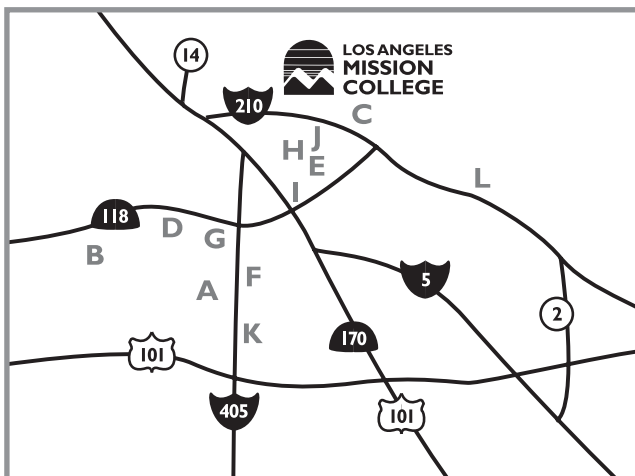 14
LOS ANGELES
MISSION
COLLEGE
210
C
J
H
E
L
I
118
D
G
B
F
A
5
2
K
170
101
405
101